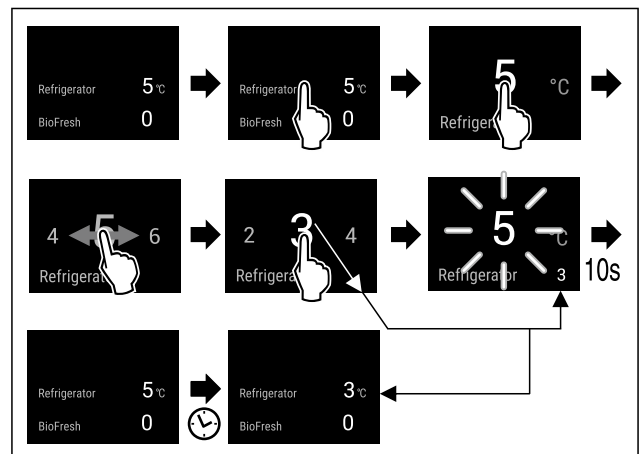 Refrigerator 5 °C
BioFresh 0
Refrigerator 5 °C
BioFresh 0
5 °C
Refriger
4 5 6
Refrigerat
2 3 4
Refrigera
5 °C
Refrigerator 3
10s
Refrigerator 5 °C
BioFresh 0
Refrigerator 3 °C
BioFresh 0